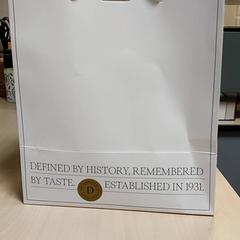 DEFINED BY HISTORY, REMEMBERED
BY TASTE. D ESTABLISHED IN 1931.